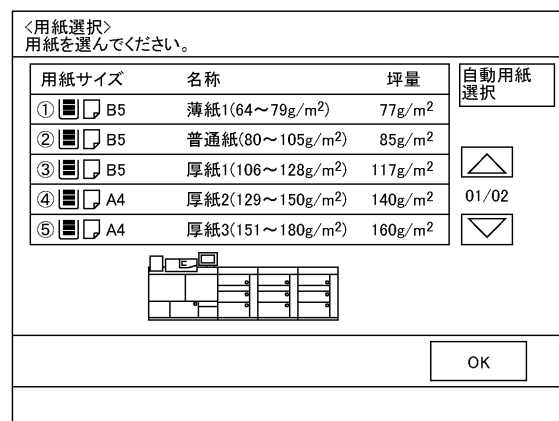 〈用紙選択〉
用紙を選んでください。
用紙サイズ 名称 坪量
① B5 薄紙1(64〜79g/m²) 77g/m²
② B5 普通紙(80〜105g/m²) 85g/m²
③ B5 厚紙1(106〜128g/m²) 117g/m²
④ A4 厚紙2(129〜150g/m²) 140g/m²
⑤ A4 厚紙3(151〜180g/m²) 160g/m²
自動用紙
選択
01/02
OK